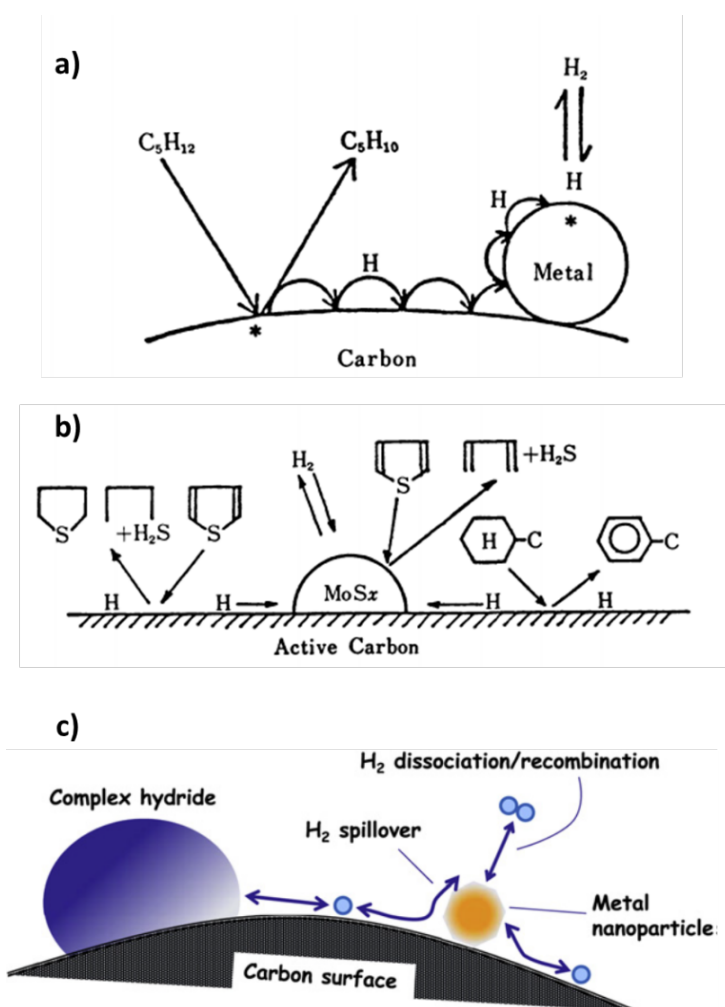 a)
H₂
C₅H₁₂ C₅H₁₀
H H
H
* Metal
*
Carbon
b)
H₂ S +H₂S
S +H₂S S H -C -C
MoSx
H H H H
Active Carbon
c)
H₂ dissociation/recombination
Complex hydride
H₂ spillover
Metal
nanoparticle
Carbon surface